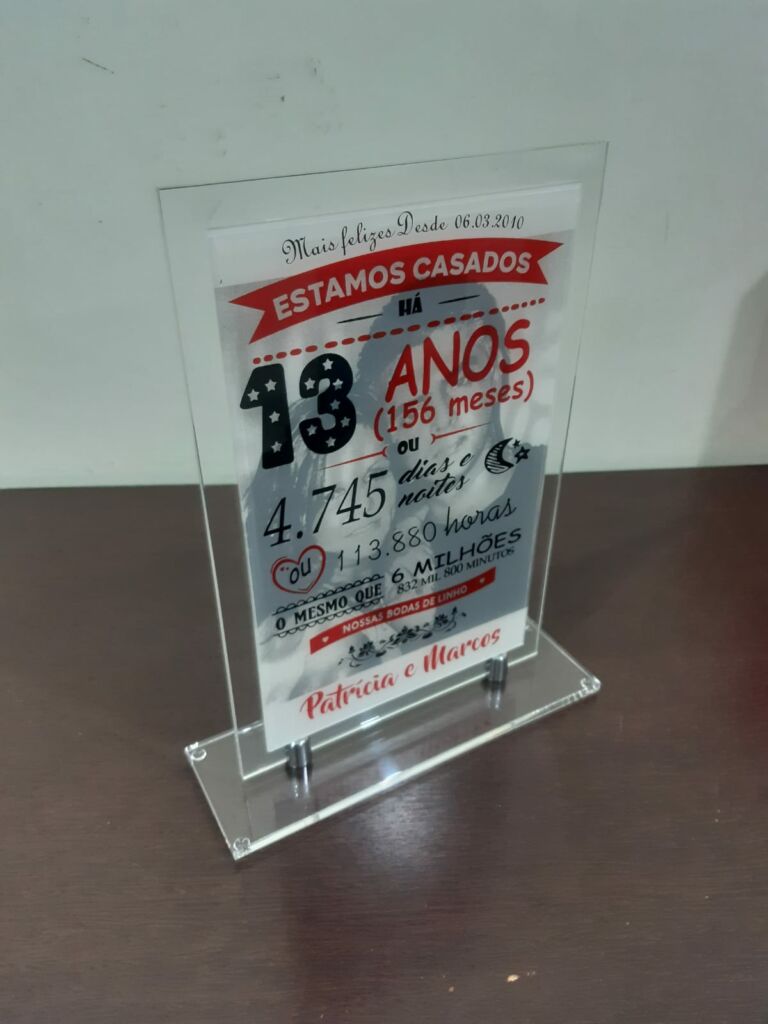 Mais felizes Desde 06.03.2010
ESTAMOS CASADOS
HÁ
13 ANOS
(156 meses)
OU
4.745 dias e noites
OU 113.880 horas
O MESMO QUE 6 MILHÕES
832 MIL 800 MINUTOS
NOSSAS BODAS DE LINHO
Patrícia e Marcos